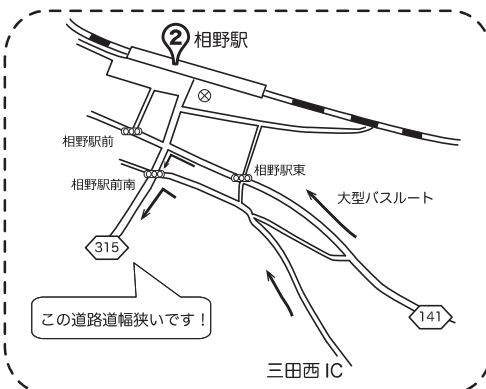 2
相野駅
相野駅前
相野駅東
相野駅前南
大型バスルート
315
この道路道幅狭いです！
141
三田西 IC